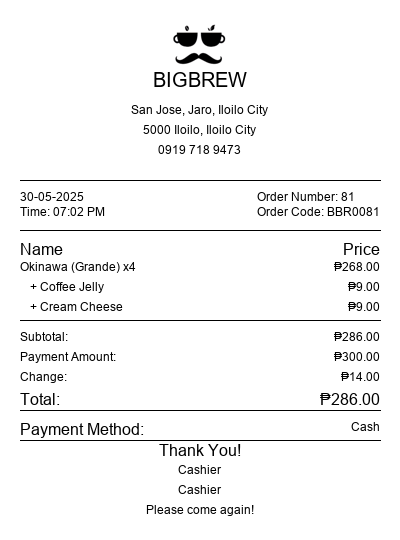 BIGBREW
San Jose, Jaro, Iloilo City
5000 Iloilo, Iloilo City
0919 718 9473
30-05-2025 Order Number: 81
Time: 07:02 PM Order Code: BBR0081
Name Price
Okinawa (Grande) x4 ₱268.00
+ Coffee Jelly ₱9.00
+ Cream Cheese ₱9.00
Subtotal: ₱286.00
Payment Amount: ₱300.00
Change: ₱14.00
Total: ₱286.00
Payment Method: Cash
Thank You!
Cashier
Cashier
Please come again!